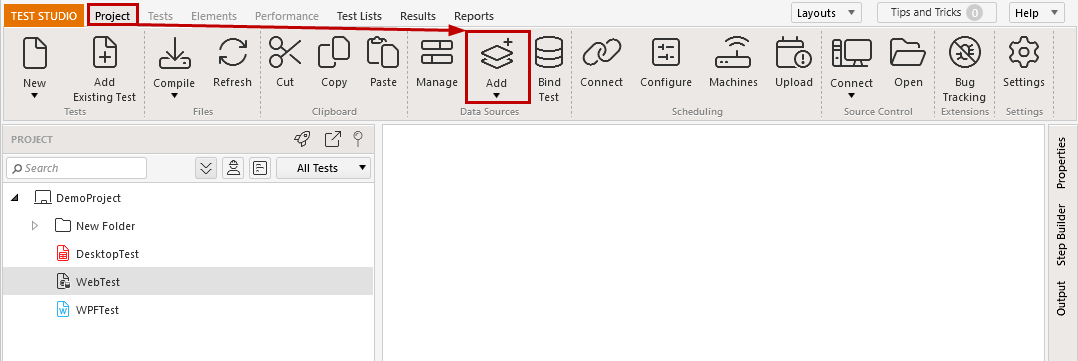 TEST STUDIO Project Tests Elements Performance Test Lists Results Reports Layouts Tips and Tricks 0 Help
New Add Existing Test Compile Refresh Cut Copy Paste Manage Add Bind Test Connect Configure Machines Upload Connect Open Bug Tracking Settings
Tests Files Clipboard Data Sources Scheduling Source Control Extensions Settings
PROJECT
Search All Tests
DemoProject
New Folder
DesktopTest
WebTest
WPFTest
Properties
Step Builder
Output